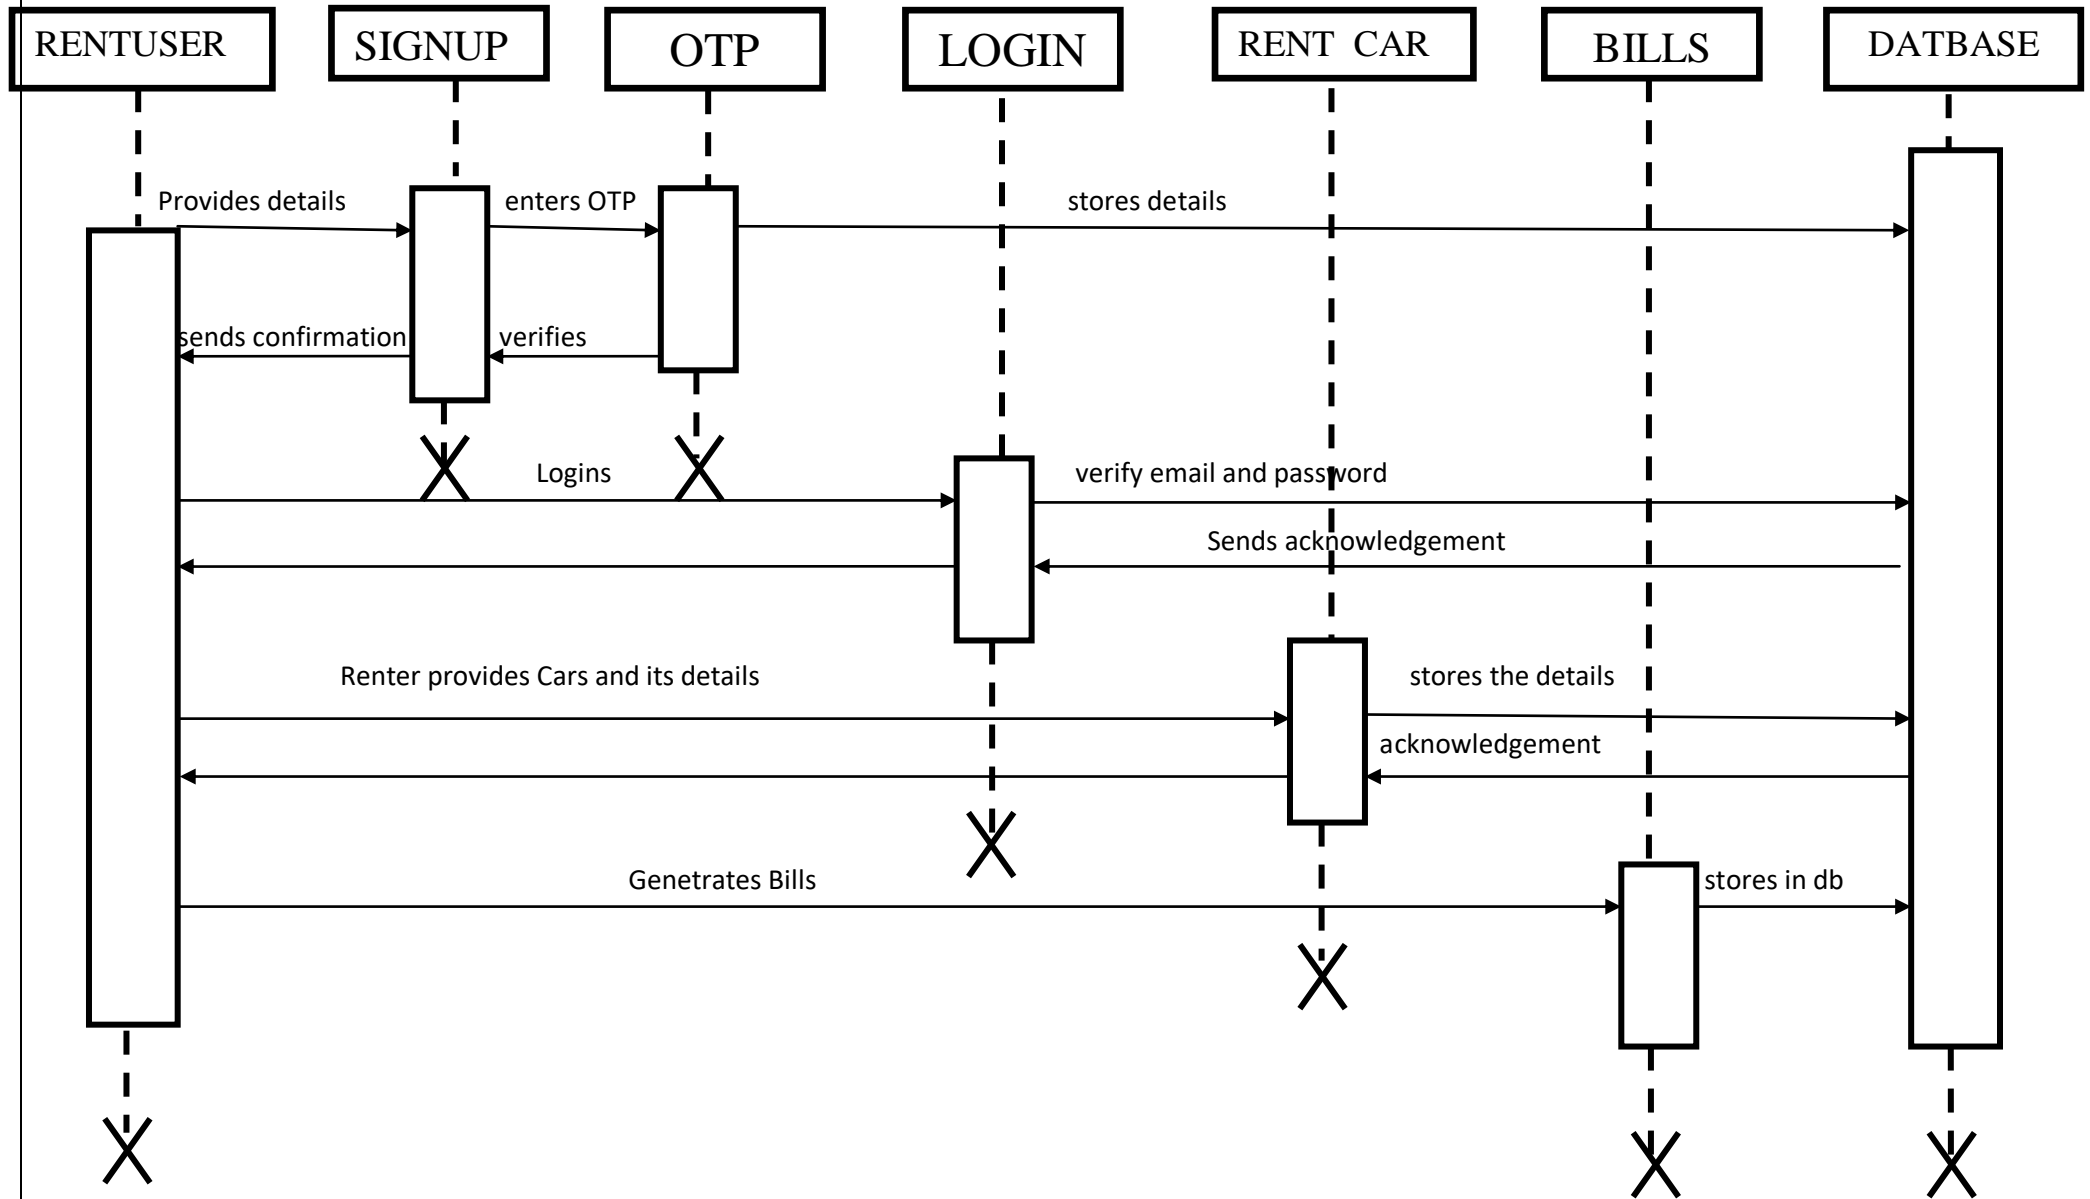 RENTUSER
SIGNUP
OTP
LOGIN
RENT CAR
BILLS
DATBASE
Provides details
enters OTP
stores details
sends confirmation
verifies
Logins
verify email and password
Sends acknowledgement
Renter provides Cars and its details
stores the details
acknowledgement
Genetrates Bills
stores in db